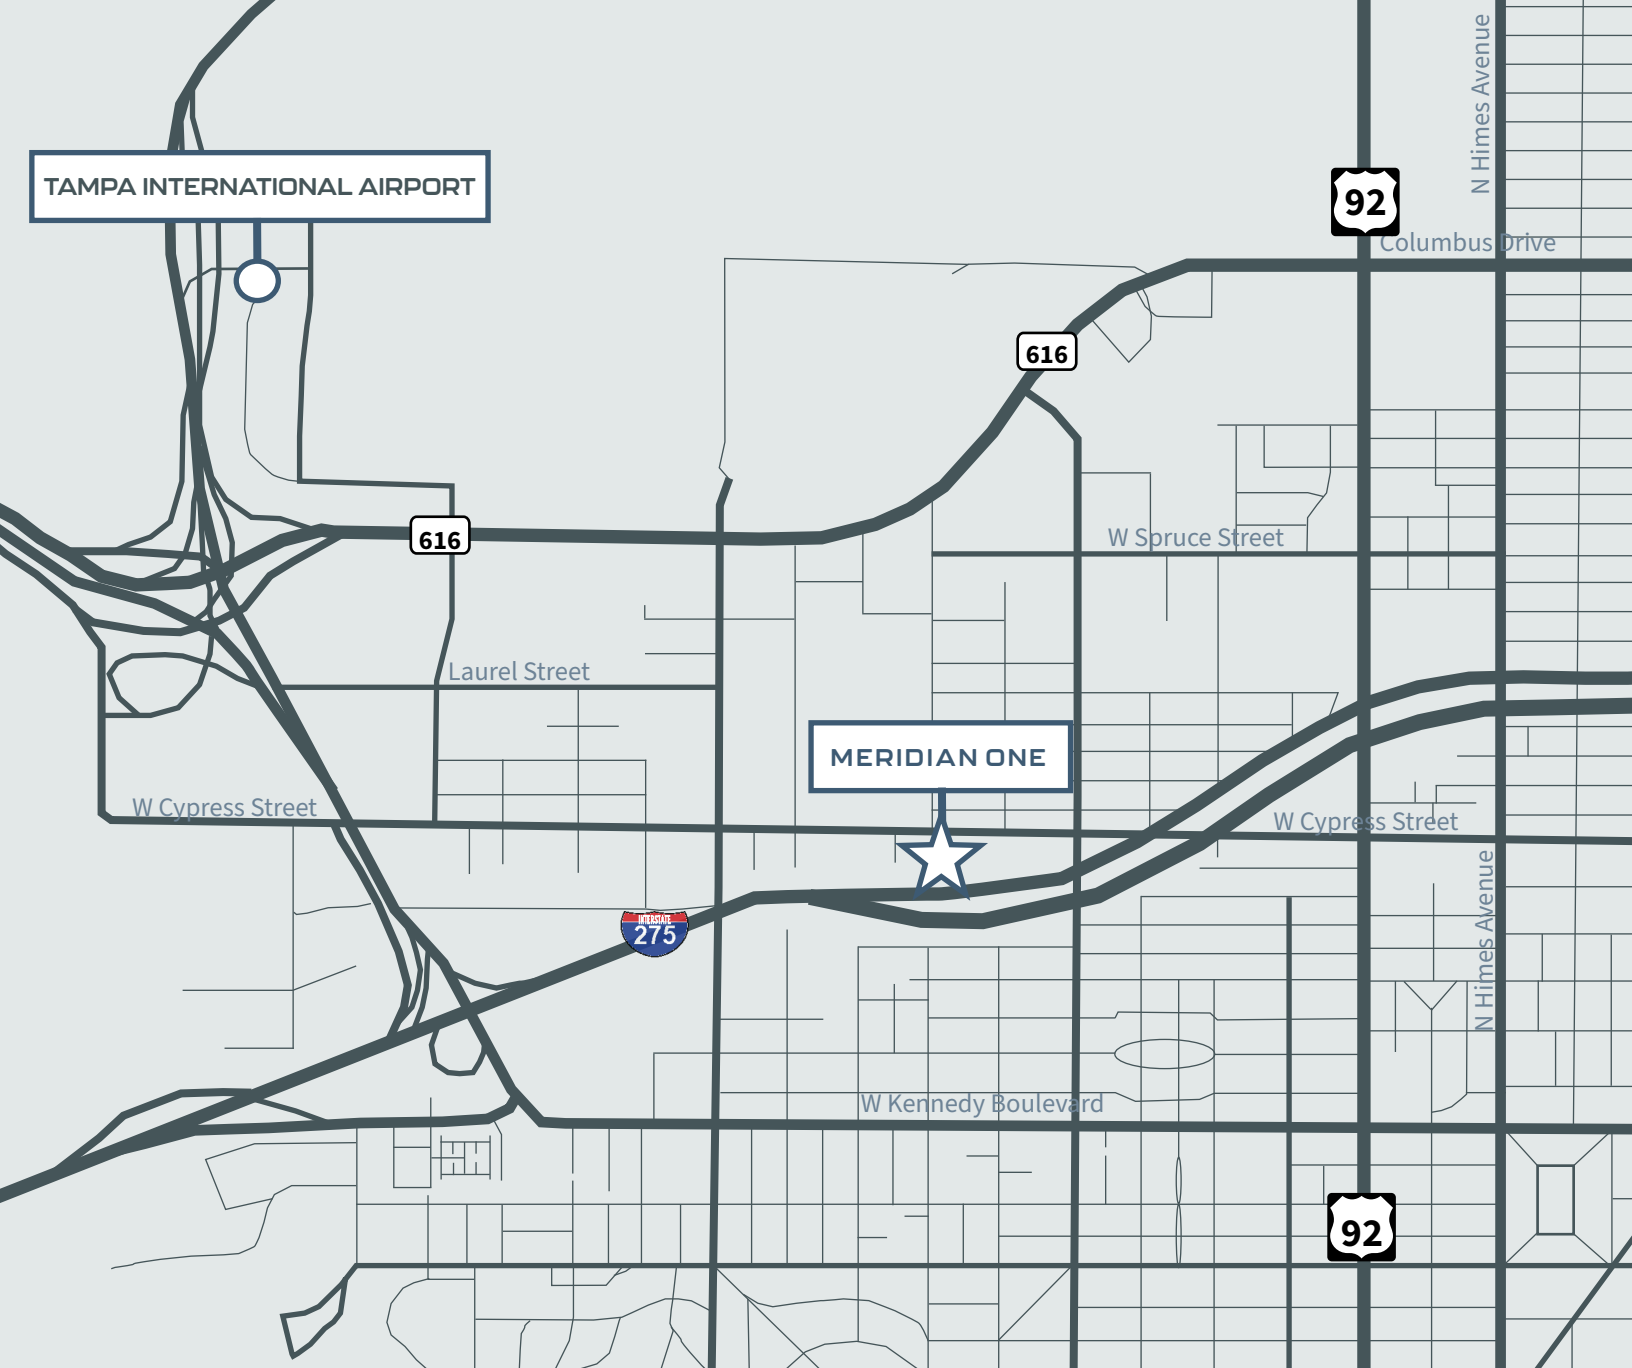 N Himes Avenue
TAMPA INTERNATIONAL AIRPORT
92
Columbus Drive
616
616
W Spruce Street
Laurel Street
MERIDIAN ONE
W Cypress Street
W Cypress Street
INTERSTATE
275
N Himes Avenue
W Kennedy Boulevard
92